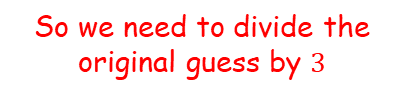 So we need to divide the
original guess by 3